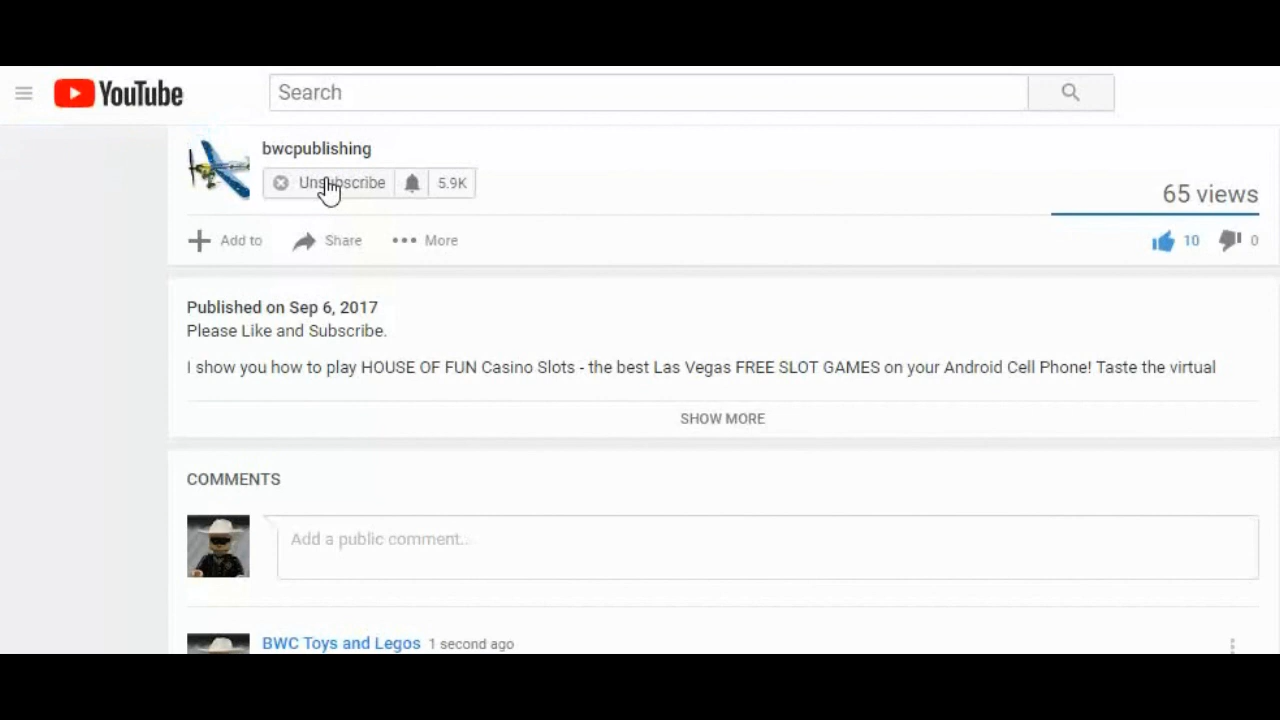 YouTube
Search
bwcpublishing
Unsubscribe 5.9K
65 views
Add to Share More 10 0
Published on Sep 6, 2017
Please Like and Subscribe.
I show you how to play HOUSE OF FUN Casino Slots - the best Las Vegas FREE SLOT GAMES on your Android Cell Phone! Taste the virtual
SHOW MORE
COMMENTS
Add a public comment...
BWC Toys and Legos 1 second ago